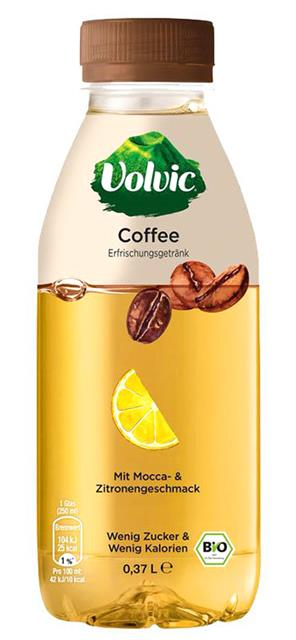 Volvic
Coffee
Erfrischungsgetränk
Mit Mocca- &
Zitronengeschmack
1 Glas
(250 ml)
Brennwert
104 kJ
25 kcal
1 %
Pro 100 ml:
42 kJ/10 kcal
Wenig Zucker &
Wenig Kalorien
BIO
0,37 L ℮